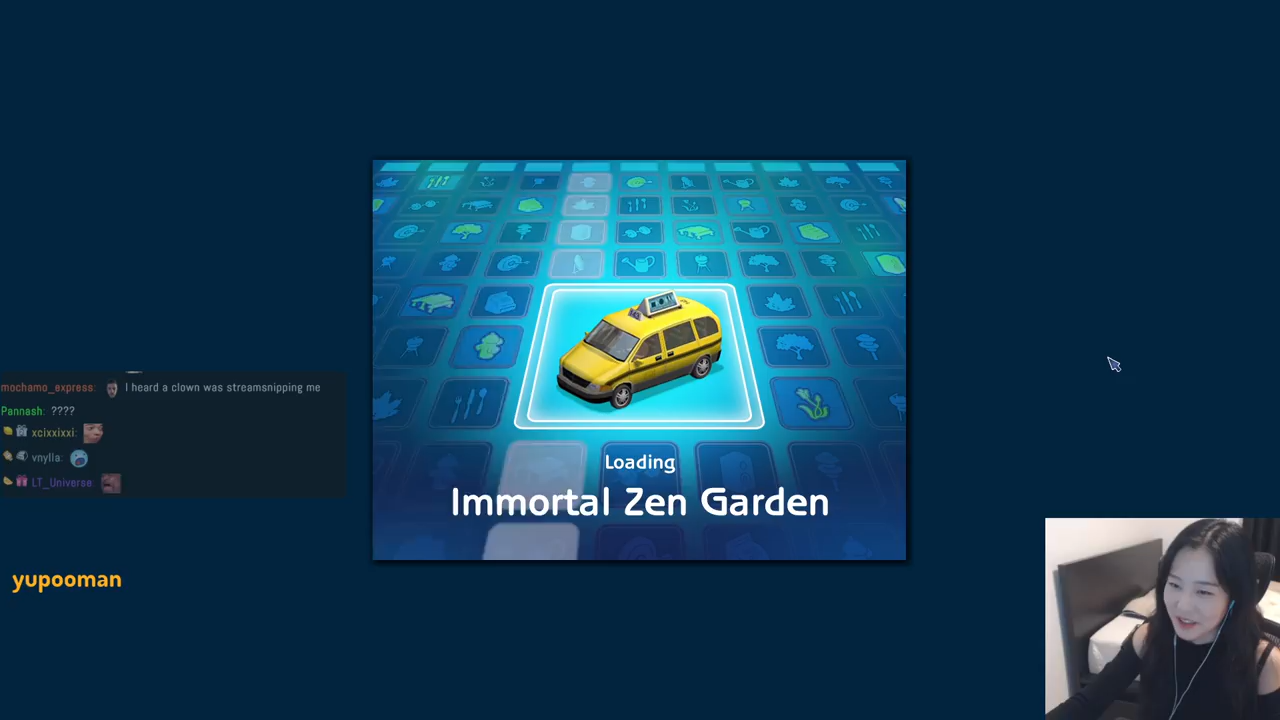 mochamo_express: I heard a clown was streamsnipping me
Pannash: ????
xcixxixxi:
vnylla:
LT_Universe:
Loading
Immortal Zen Garden
yupooman